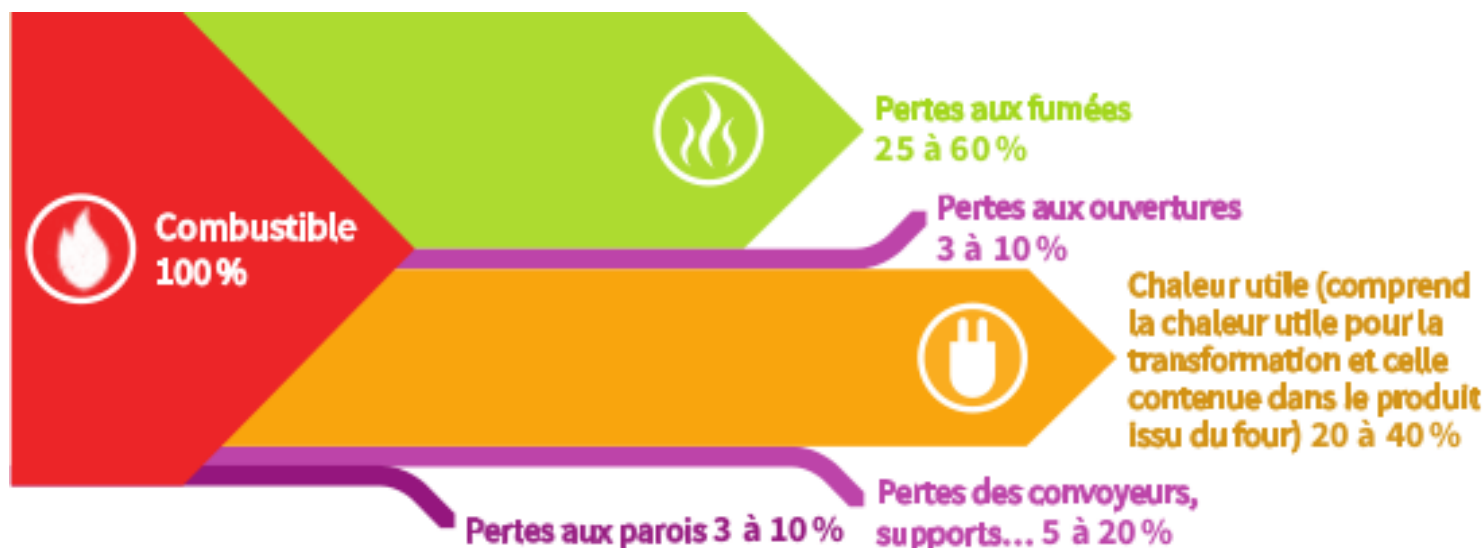 Combustible
100 %
Pertes aux fumées
25 à 60 %
Pertes aux ouvertures
3 à 10 %
Chaleur utile (comprend
la chaleur utile pour la
transformation et celle
contenue dans le produit
issu du four) 20 à 40 %
Pertes des convoyeurs,
supports... 5 à 20 %
Pertes aux parois 3 à 10 %